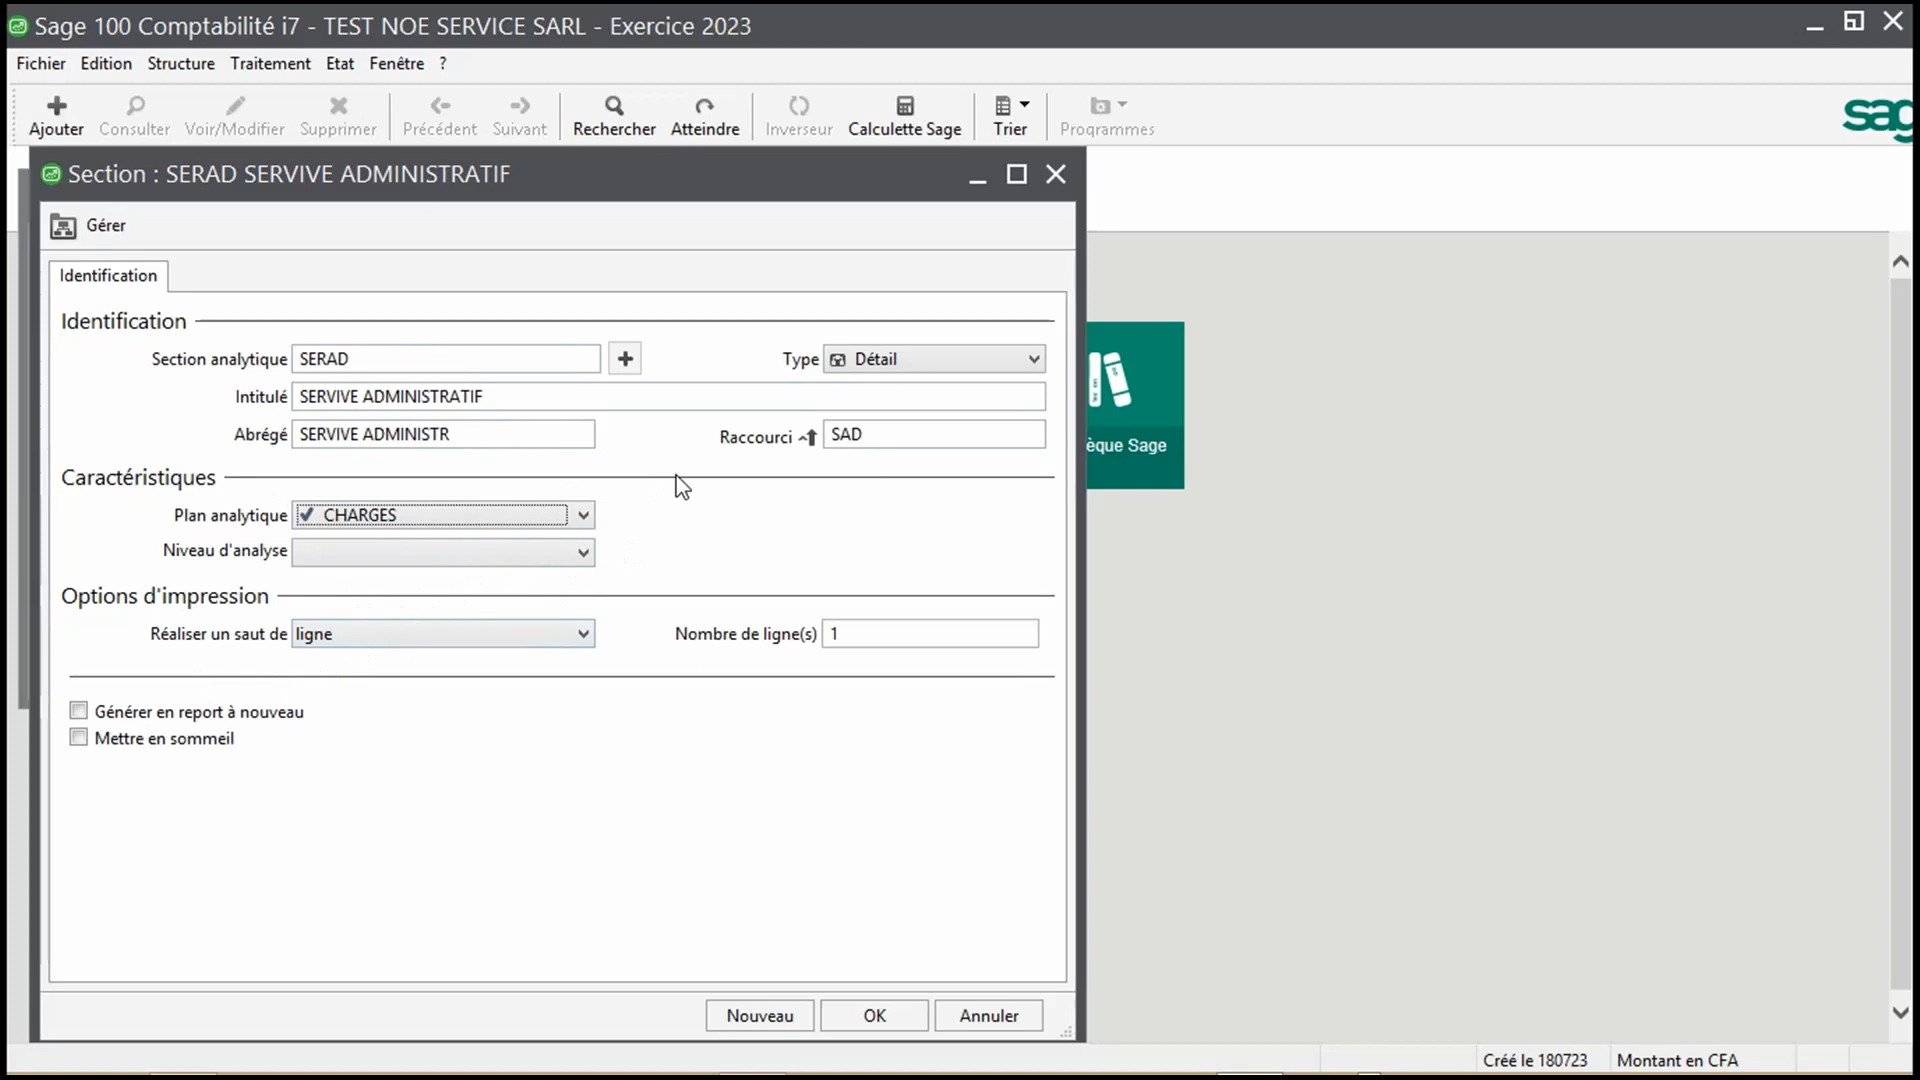 Sage 100 Comptabilité i7 - TEST NOE SERVICE SARL - Exercice 2023
Fichier Edition Structure Traitement Etat Fenêtre ?
Ajouter Consulter Voir/Modifier Supprimer Précédent Suivant Rechercher Atteindre Inverseur Calculette Sage Trier Programmes
sag
Section : SERAD SERVIVE ADMINISTRATIF
Gérer
Identification
Identification
Section analytique SERAD Type Détail
Intitulé SERVIVE ADMINISTRATIF
Abrégé SERVIVE ADMINISTR Raccourci SAD
èque Sage
Caractéristiques
Plan analytique CHARGES
Niveau d'analyse
Options d'impression
Réaliser un saut de ligne Nombre de ligne(s) 1
Générer en report à nouveau
Mettre en sommeil
Nouveau OK Annuler
Créé le 180723 Montant en CFA